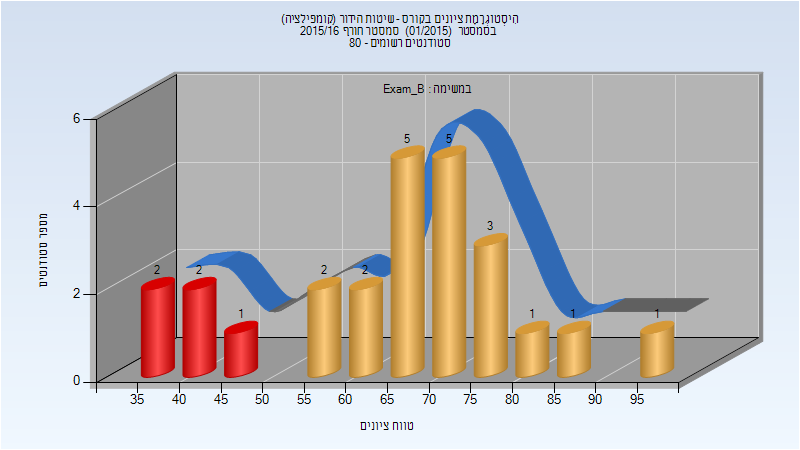 הִיסְטוֹגְרָמַת ציונים בקורס - שיטות הידור (קומפילציה)
בסמסטר (01/2015) סמסטר חורף 2015/16
סטודנטים רשומים - 80
במשימה : Exam_B
מספר סטודנטים
6
4
2
0
2
2
1
2
2
5
5
3
1
1
1
35 40 45 50 55 60 65 70 75 80 85 90 95
טווח ציונים